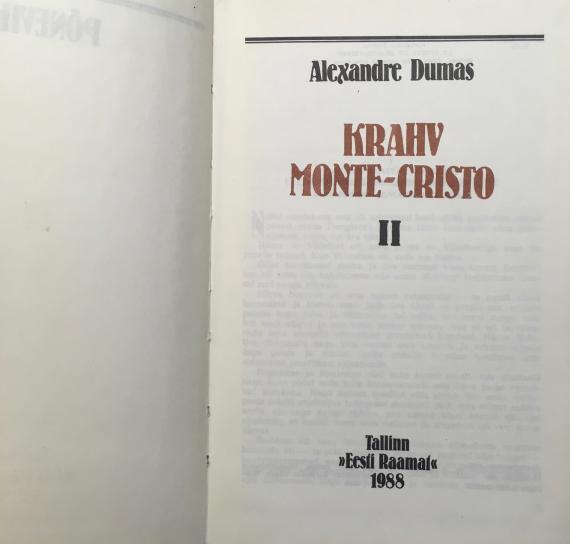 Alexandre Dumas
KRAHV
MONTE-CRISTO
II
Tallinn
»Eesti Raamat«
1988